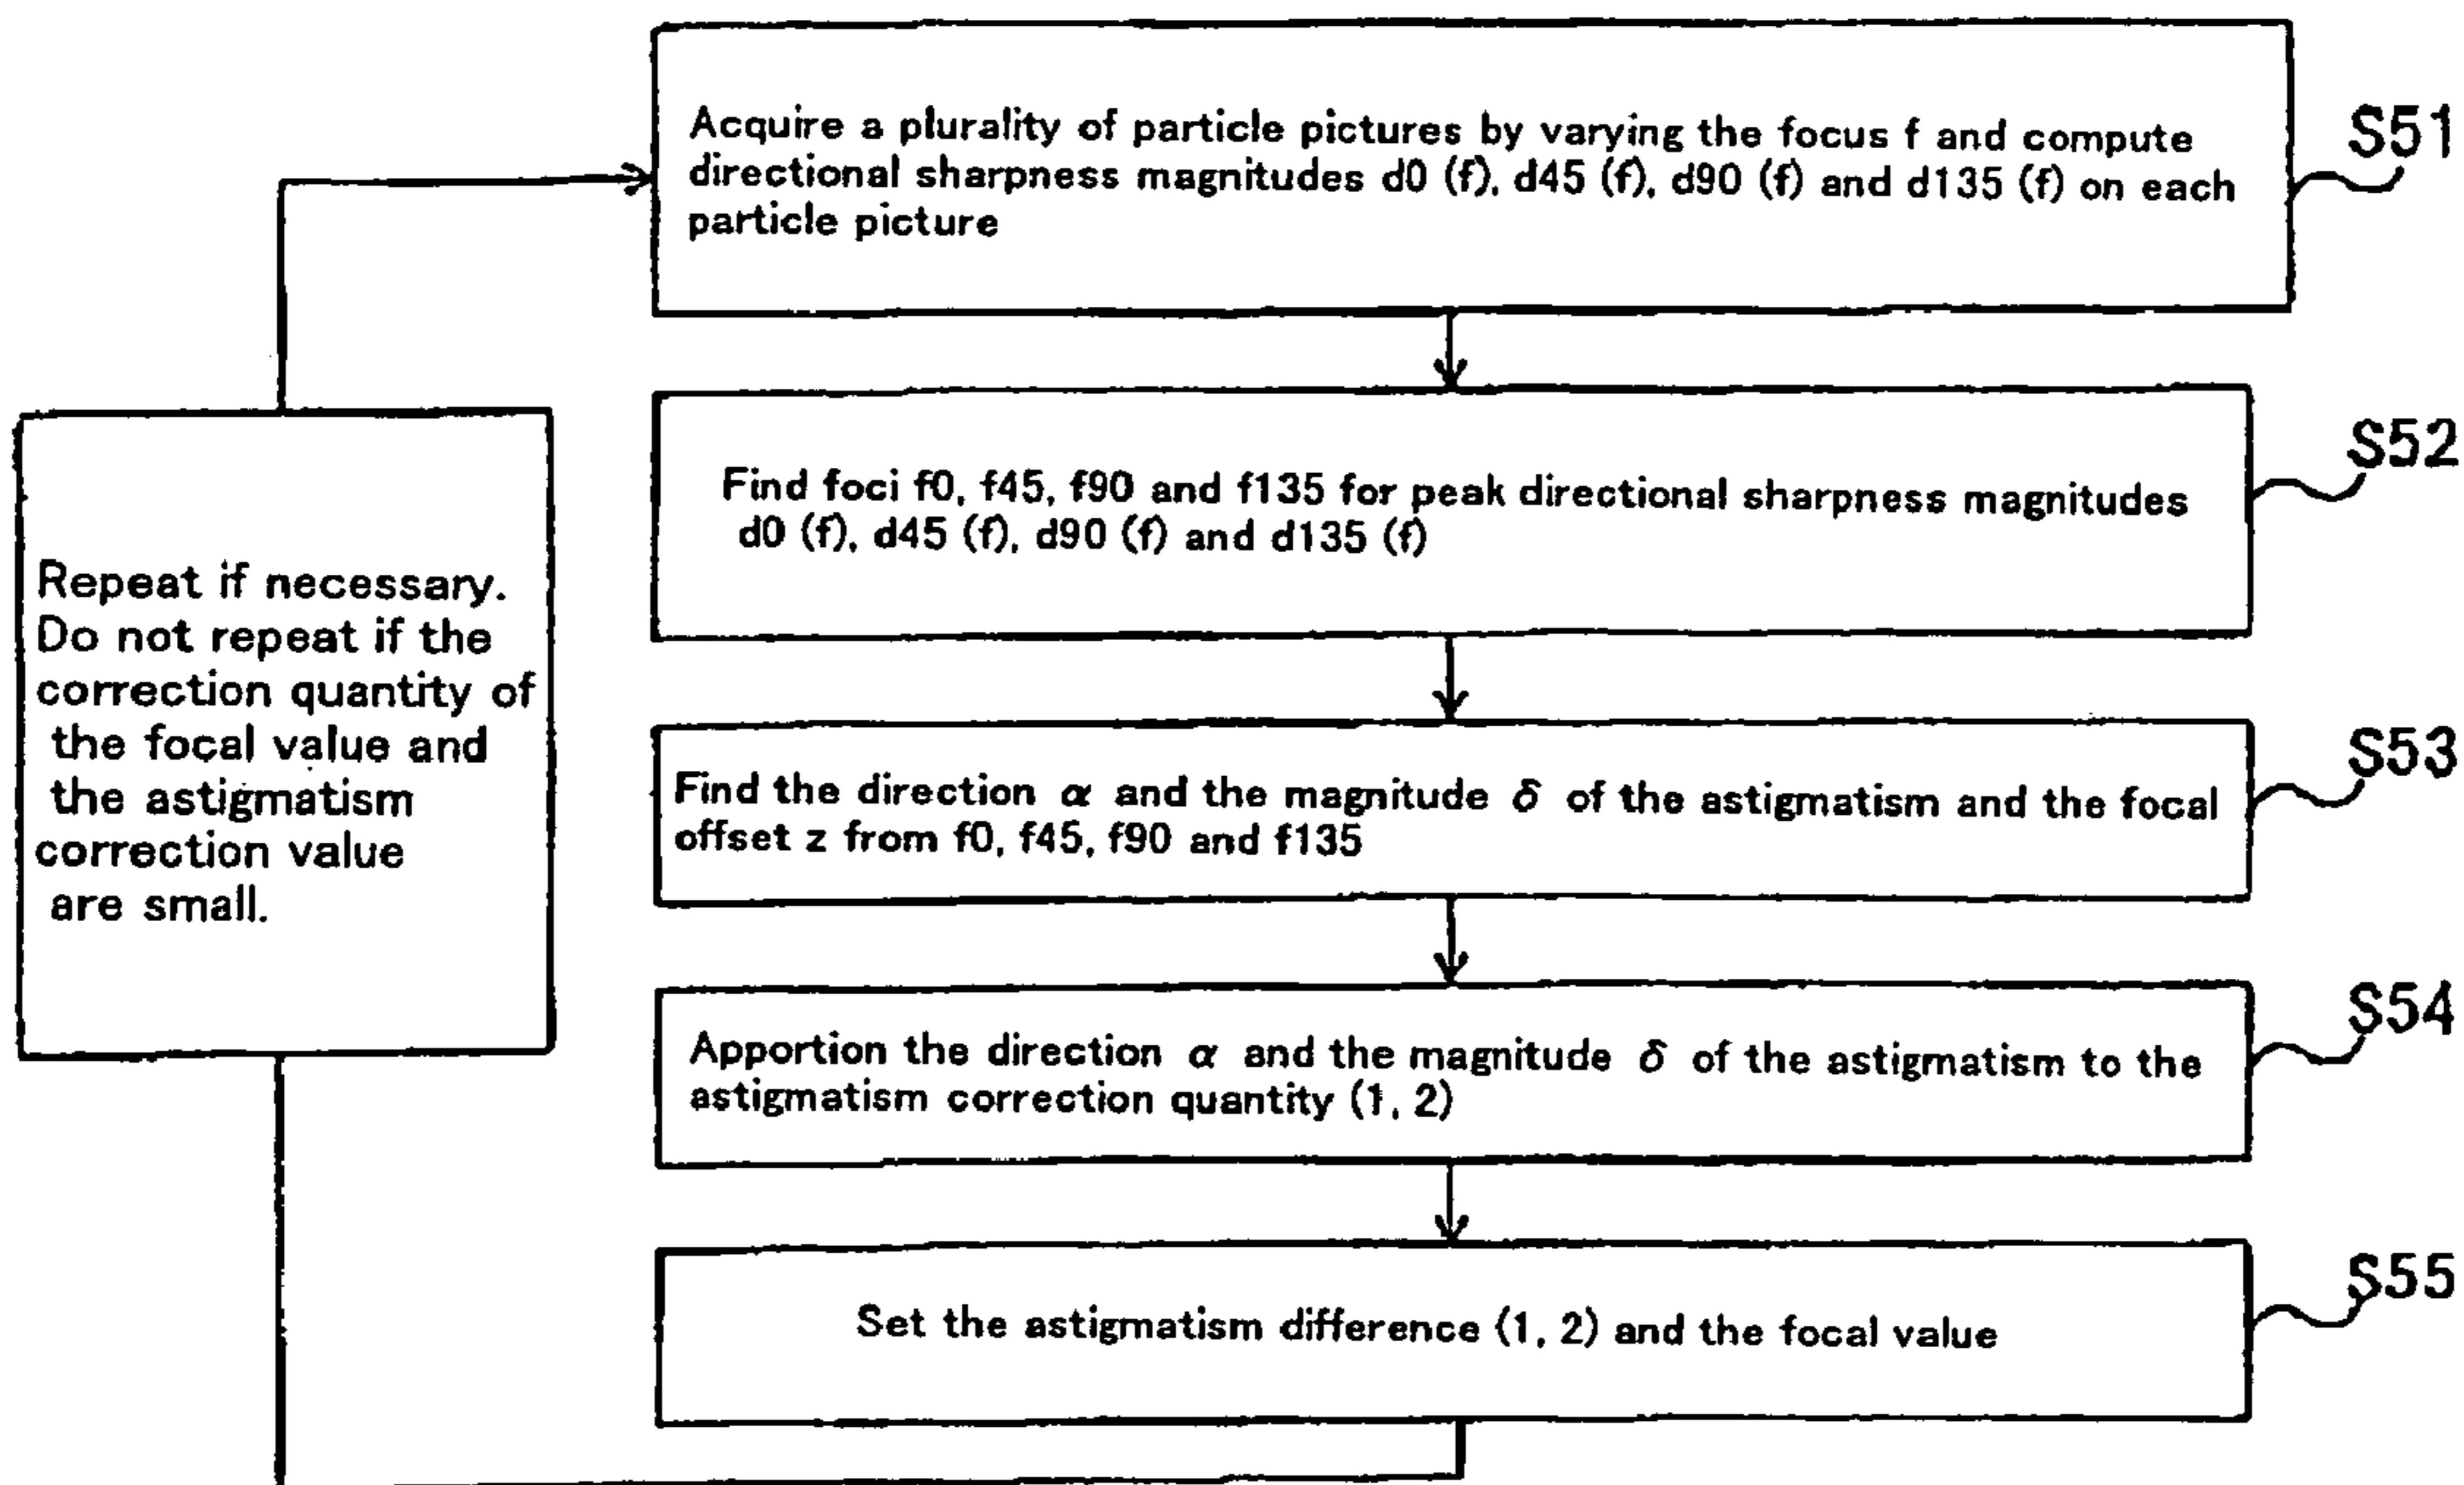 Acquire a plurality of particle pictures by varying the focus f and compute
directional sharpness magnitudes d0 (f), d45 (f), d90 (f) and d135 (f) on each
particle picture
S51
Find foci f0, f45, f90 and f135 for peak directional sharpness magnitudes
d0 (f), d45 (f), d90 (f) and d135 (f)
S52
Find the direction α and the magnitude δ of the astigmatism and the focal
offset z from f0, f45, f90 and f135
S53
Apportion the direction α and the magnitude δ of the astigmatism to the
astigmatism correction quantity (1, 2)
S54
Set the astigmatism difference (1, 2) and the focal value
S55
Repeat if necessary.
Do not repeat if the
correction quantity of
the focal value and
the astigmatism
correction value
are small.